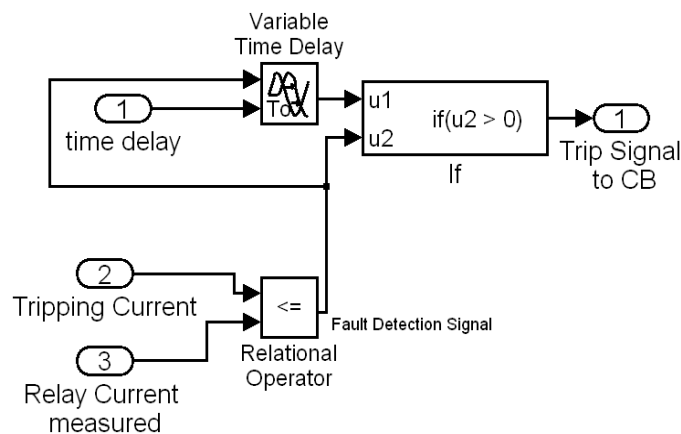 Variable
Time Delay
1
time delay
To
u1
u2
if(u2 > 0)
If
1
Trip Signal
to CB
2
Tripping Current
<=
Fault Detection Signal
Relational
Operator
3
Relay Current
measured